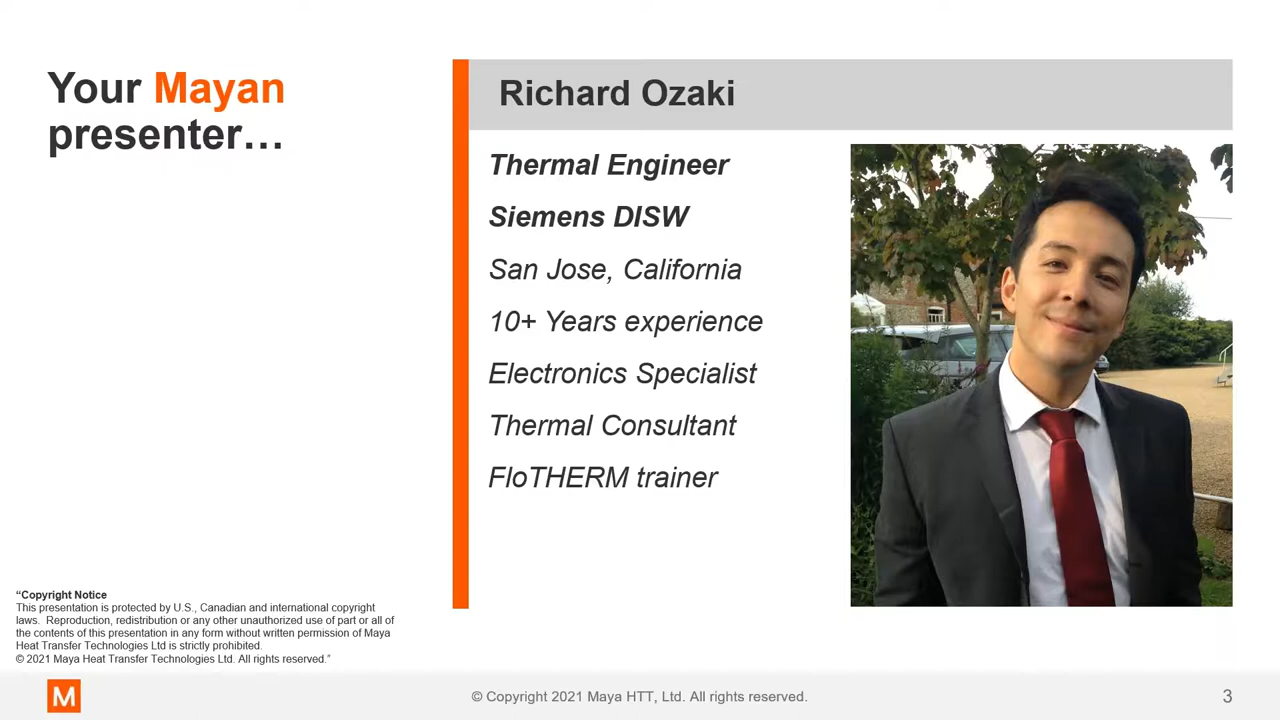 Your Mayan
presenter…
Richard Ozaki
Thermal Engineer
Siemens DISW
San Jose, California
10+ Years experience
Electronics Specialist
Thermal Consultant
FloTHERM trainer
“Copyright Notice
This presentation is protected by U.S., Canadian and international copyright
laws. Reproduction, redistribution or any other unauthorized use of part or all of
the contents of this presentation in any form without written permission of Maya
Heat Transfer Technologies Ltd is strictly prohibited.
© 2021 Maya Heat Transfer Technologies Ltd. All rights reserved.”
M
© Copyright 2021 Maya HTT, Ltd. All rights reserved.
3